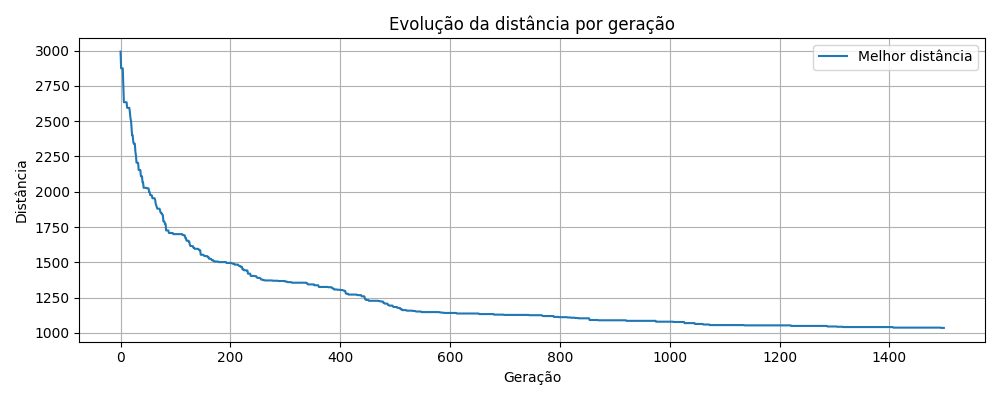 Evolução da distância por geração
Melhor distância
Distância
3000
2750
2500
2250
2000
1750
1500
1250
1000
0 200 400 600 800 1000 1200 1400
Geração